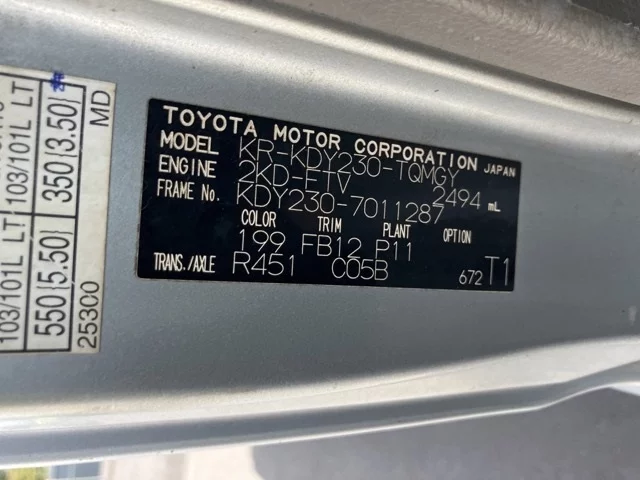 TOYOTA MOTOR CORPORATION JAPAN
MODEL KR-KDY230-TQMGY
ENGINE 2KD-FTV 2494 mL
FRAME No. KDY230-7011287
COLOR TRIM PLANT OPTION
199 FB12 P11
TRANS./AXLE R451 C05B 672 T1
103/101L LT 103/101L LT
550(5.50) 350(3.50)
25300 MD